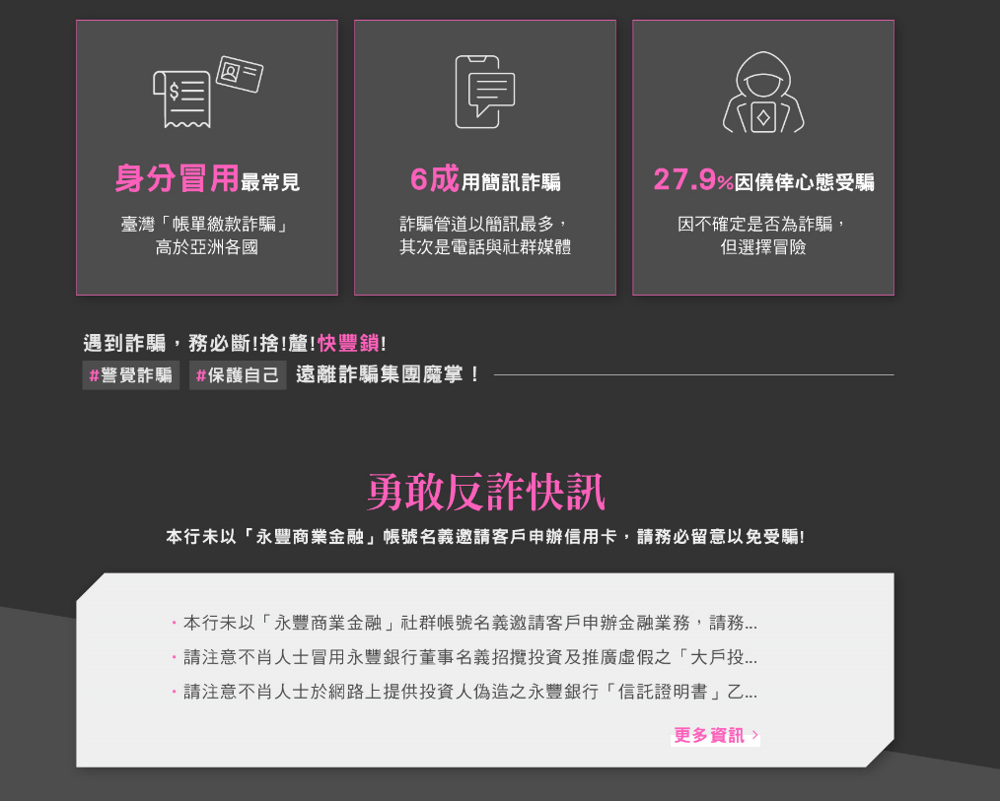 $
身分冒用最常見
臺灣「帳單繳款詐騙」
高於亞洲各國
6成用簡訊詐騙
詐騙管道以簡訊最多，
其次是電話與社群媒體
27.9%因僥倖心態受騙
因不確定是否為詐騙，
但選擇冒險
遇到詐騙，務必斷!捨!釐!快豐鎖!
#警覺詐騙 #保護自己 遠離詐騙集團魔掌！
勇敢反詐快訊
本行未以「永豐商業金融」帳號名義邀請客戶申辦信用卡，請務必留意以免受騙!
・本行未以「永豐商業金融」社群帳號名義邀請客戶申辦金融業務，請務...
・請注意不肖人士冒用永豐銀行董事名義招攬投資及推廣虛假之「大戶投...
・請注意不肖人士於網路上提供投資人偽造之永豐銀行「信託證明書」乙...
更多資訊 >